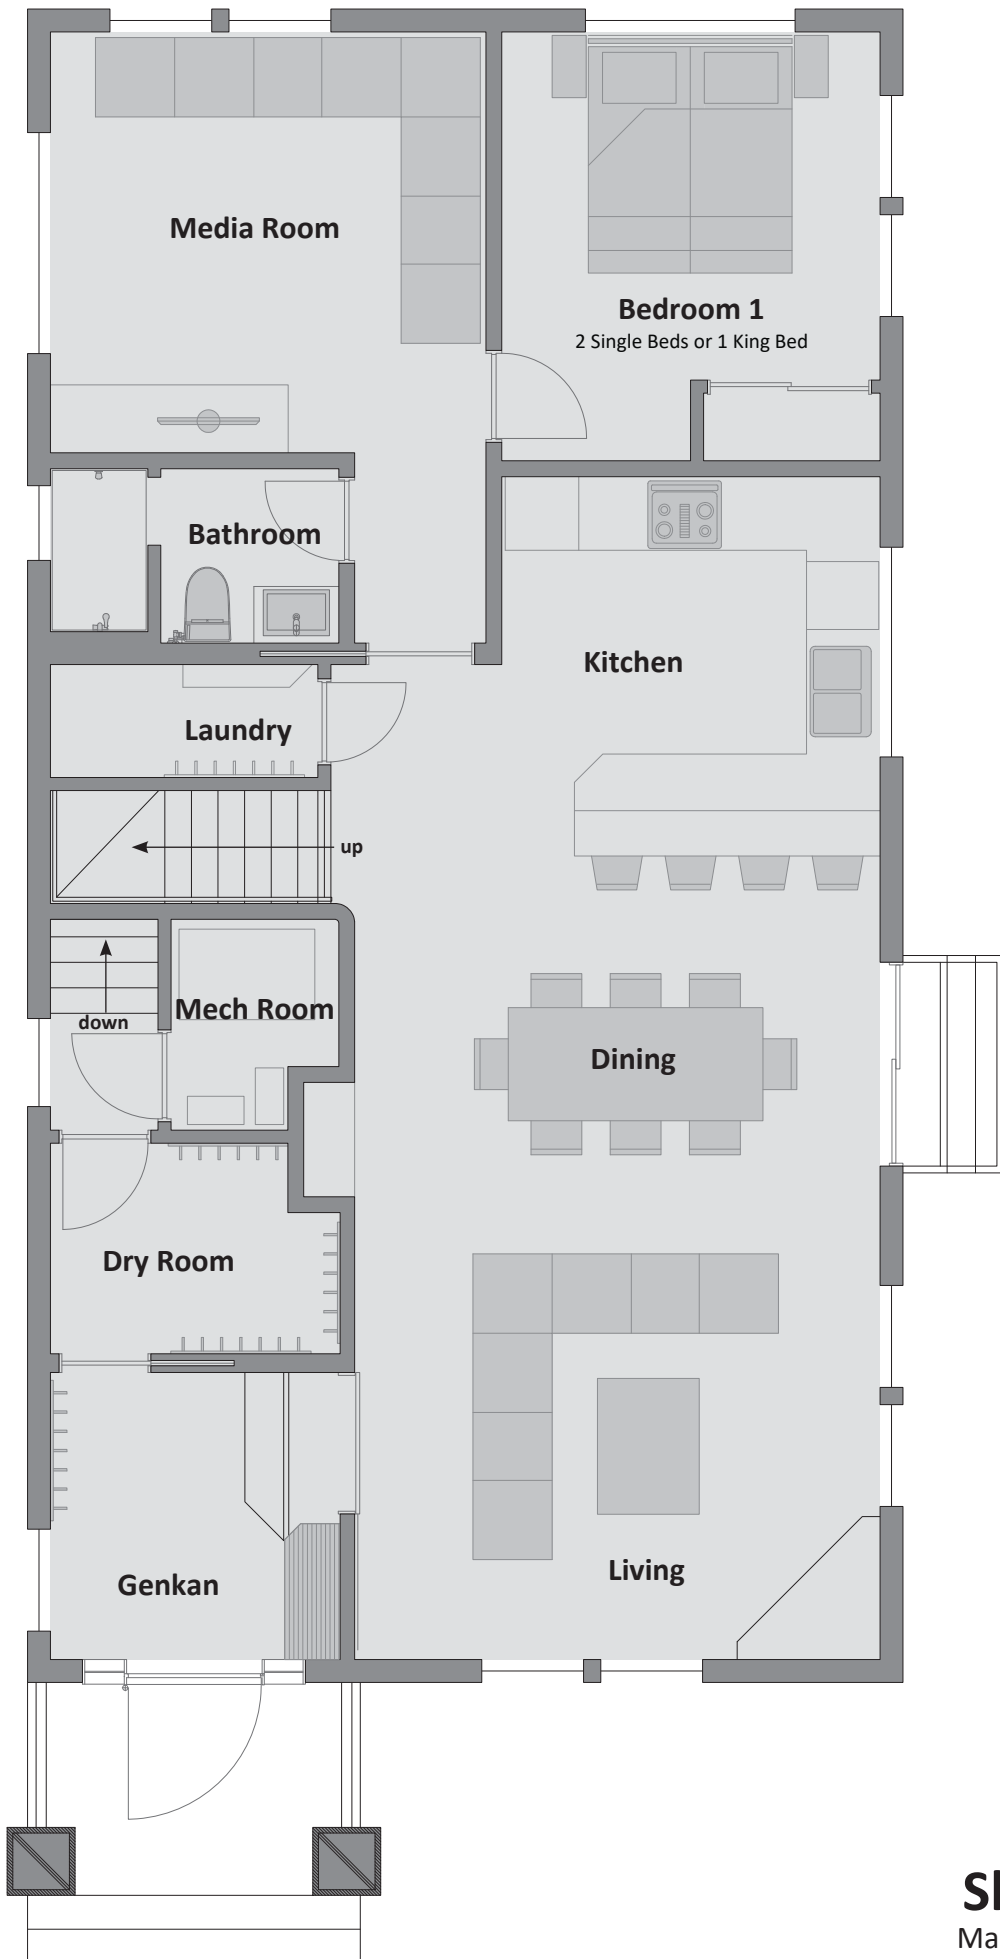 Media Room
Bedroom 1
2 Single Beds or 1 King Bed
Bathroom
Kitchen
Laundry
up
Mech Room
down
Dining
Dry Room
Living
Genkan